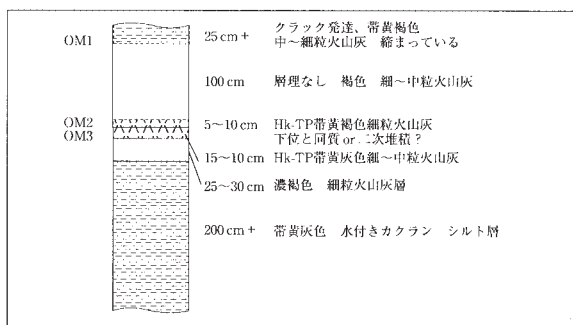 OM1
25 cm +
クラック発達、帯黄褐色
中～細粒火山灰 締まっている
100 cm 層理なし 褐色 細～中粒火山灰
OM2
5～10 cm Hk-TP帯黄褐色細粒火山灰
OM3
下位と同質or二次堆積?
15～10 cm Hk-TP帯黄灰色細～中粒火山灰
25～30 cm 濃褐色 細粒火山灰層
200 cm + 帯黄灰色 水付きカクラン シルト層